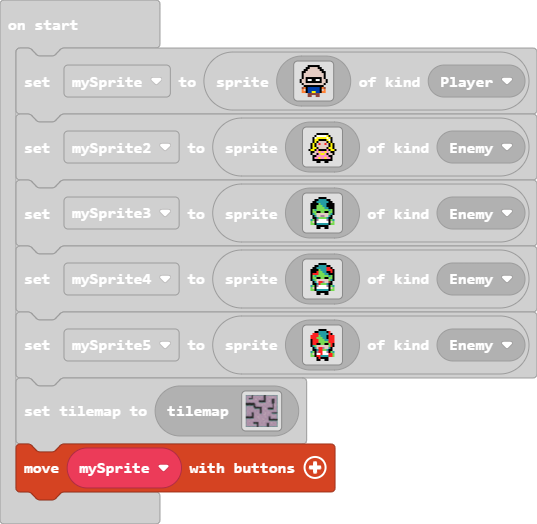 on start
set mySprite to sprite of kind Player
set mySprite2 to sprite of kind Enemy
set mySprite3 to sprite of kind Enemy
set mySprite4 to sprite of kind Enemy
set mySprite5 to sprite of kind Enemy
set tilemap to tilemap
move mySprite with buttons